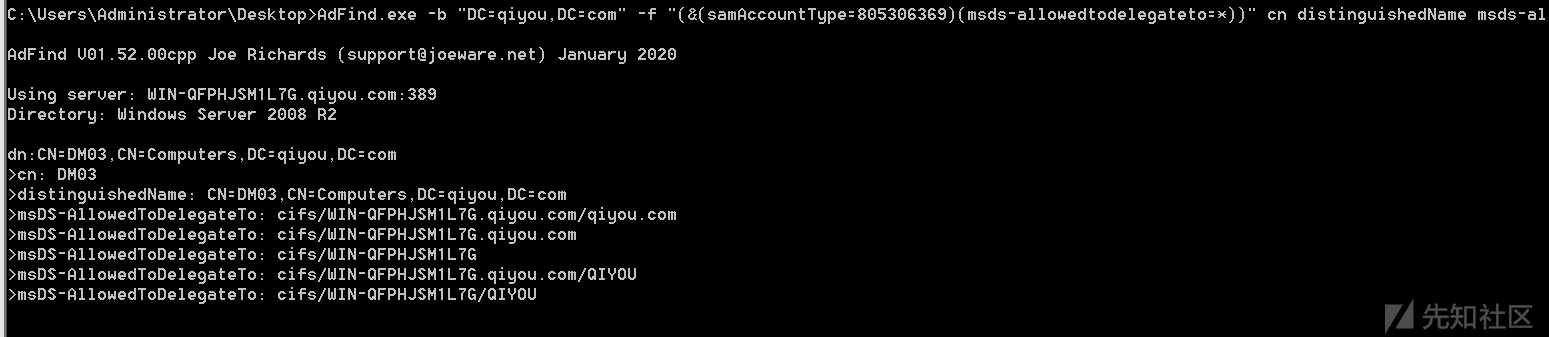 C:\Users\Administrator\Desktop>AdFind.exe -b "DC=qiyou,DC=com" -f "(&(samAccountType=805306369)(msds-allowedtodelegateto=*))" cn distinguishedName msds-al
AdFind V01.52.00cpp Joe Richards (support@joeware.net) January 2020
Using server: WIN-QFPHJSM1L7G.qiyou.com:389
Directory: Windows Server 2008 R2
dn:CN=DM03,CN=Computers,DC=qiyou,DC=com
>cn: DM03
>distinguishedName: CN=DM03,CN=Computers,DC=qiyou,DC=com
>msDS-AllowedToDelegateTo: cifs/WIN-QFPHJSM1L7G.qiyou.com/qiyou.com
>msDS-AllowedToDelegateTo: cifs/WIN-QFPHJSM1L7G.qiyou.com
>msDS-AllowedToDelegateTo: cifs/WIN-QFPHJSM1L7G
>msDS-AllowedToDelegateTo: cifs/WIN-QFPHJSM1L7G.qiyou.com/QIYOU
>msDS-AllowedToDelegateTo: cifs/WIN-QFPHJSM1L7G/QIYOU
先知社区